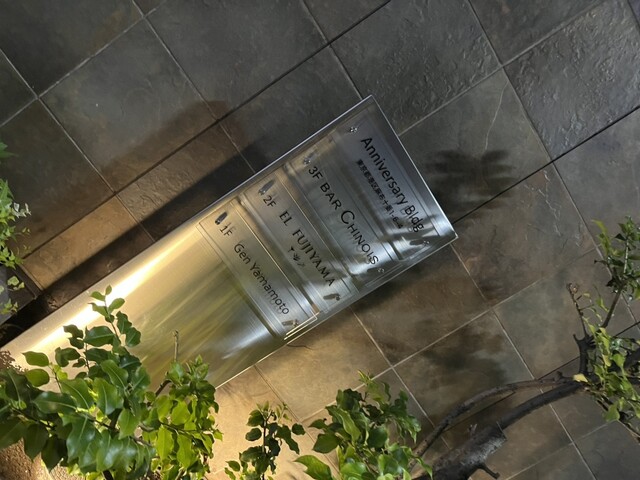 Anniversary Bldg
3F BAR CHINOIS
2F EL FUJIYAMA
1F Gen Yamamoto